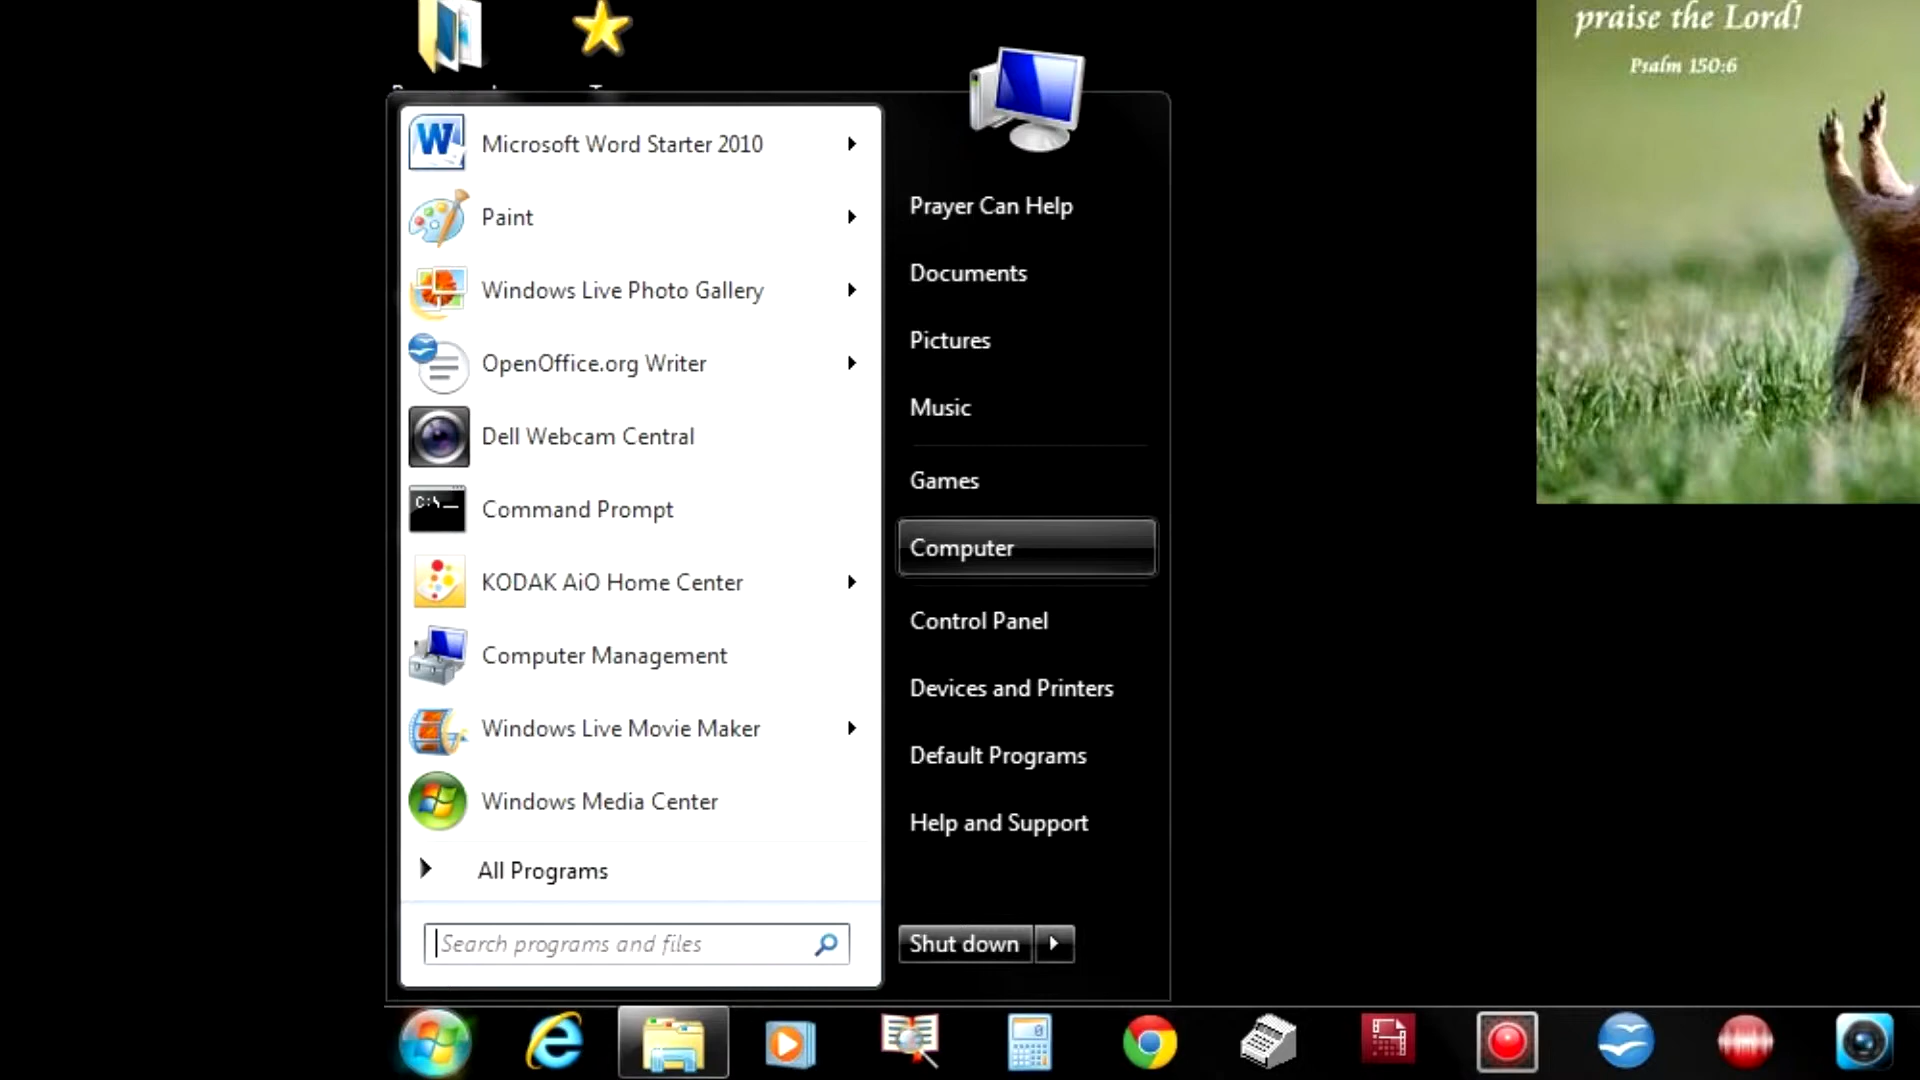 praise the Lord!
Psalm 150:6
Microsoft Word Starter 2010
Paint
Windows Live Photo Gallery
OpenOffice.org Writer
Dell Webcam Central
Command Prompt
KODAK AiO Home Center
Computer Management
Windows Live Movie Maker
Windows Media Center
All Programs
Search programs and files
Prayer Can Help
Documents
Pictures
Music
Games
Computer
Control Panel
Devices and Printers
Default Programs
Help and Support
Shut down